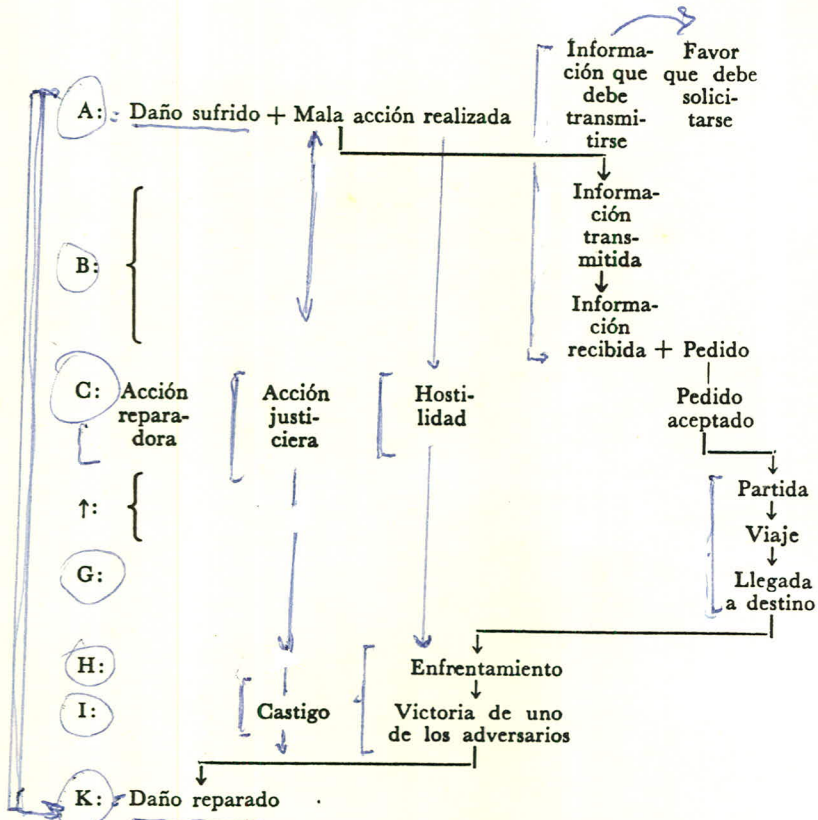 Informa-
ción que
debe
transmi-
tirse
Favor
que debe
solici-
tarse
A: Daño sufrido + Mala acción realizada
Informa-
ción
trans-
mitida
B:
Informa-
ción
recibida + Pedido
C: Acción
repara-
dora
Acción
justi-
ciera
Hosti-
lidad
Pedido
aceptado
↑:
Partida
Viaje
G:
Llegada
a destino
H:
Enfrentamiento
I:
Castigo
Victoria de uno
de los adversarios
K: Daño reparado